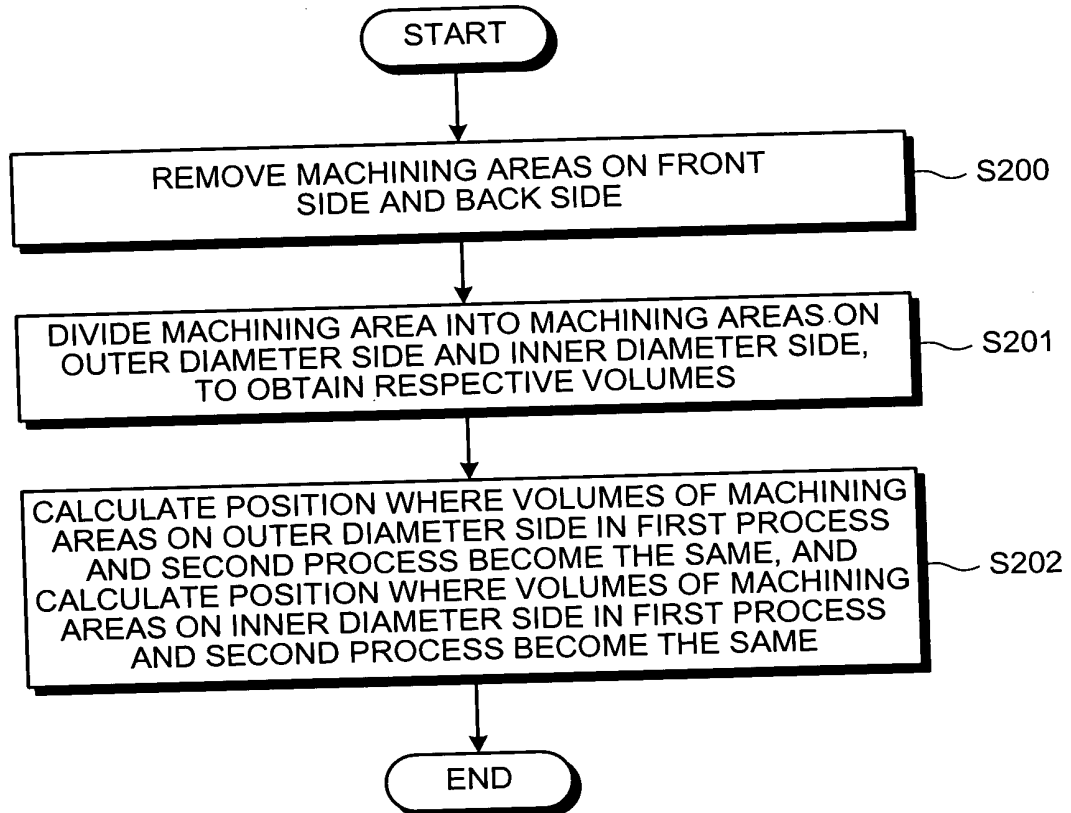 START
REMOVE MACHINING AREAS ON FRONT
SIDE AND BACK SIDE
S200
DIVIDE MACHINING AREA INTO MACHINING AREAS ON
OUTER DIAMETER SIDE AND INNER DIAMETER SIDE,
TO OBTAIN RESPECTIVE VOLUMES
S201
CALCULATE POSITION WHERE VOLUMES OF MACHINING
AREAS ON OUTER DIAMETER SIDE IN FIRST PROCESS
AND SECOND PROCESS BECOME THE SAME, AND
CALCULATE POSITION WHERE VOLUMES OF MACHINING
AREAS ON INNER DIAMETER SIDE IN FIRST PROCESS
AND SECOND PROCESS BECOME THE SAME
S202
END